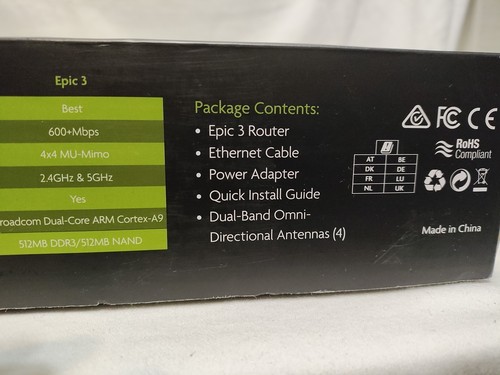 Epic 3
Best
600+Mbps
4x4 MU-Mimo
2.4GHz & 5GHz
Yes
roadcom Dual-Core ARM Cortex-A9
512MB DDR3/512MB NAND
Package Contents:
• Epic 3 Router
• Ethernet Cable
• Power Adapter
• Quick Install Guide
• Dual-Band Omni-
Directional Antennas (4)
FC CE
RoHS
Compliant
AT BE
DK DE
FR LU
NL UK
Made in China